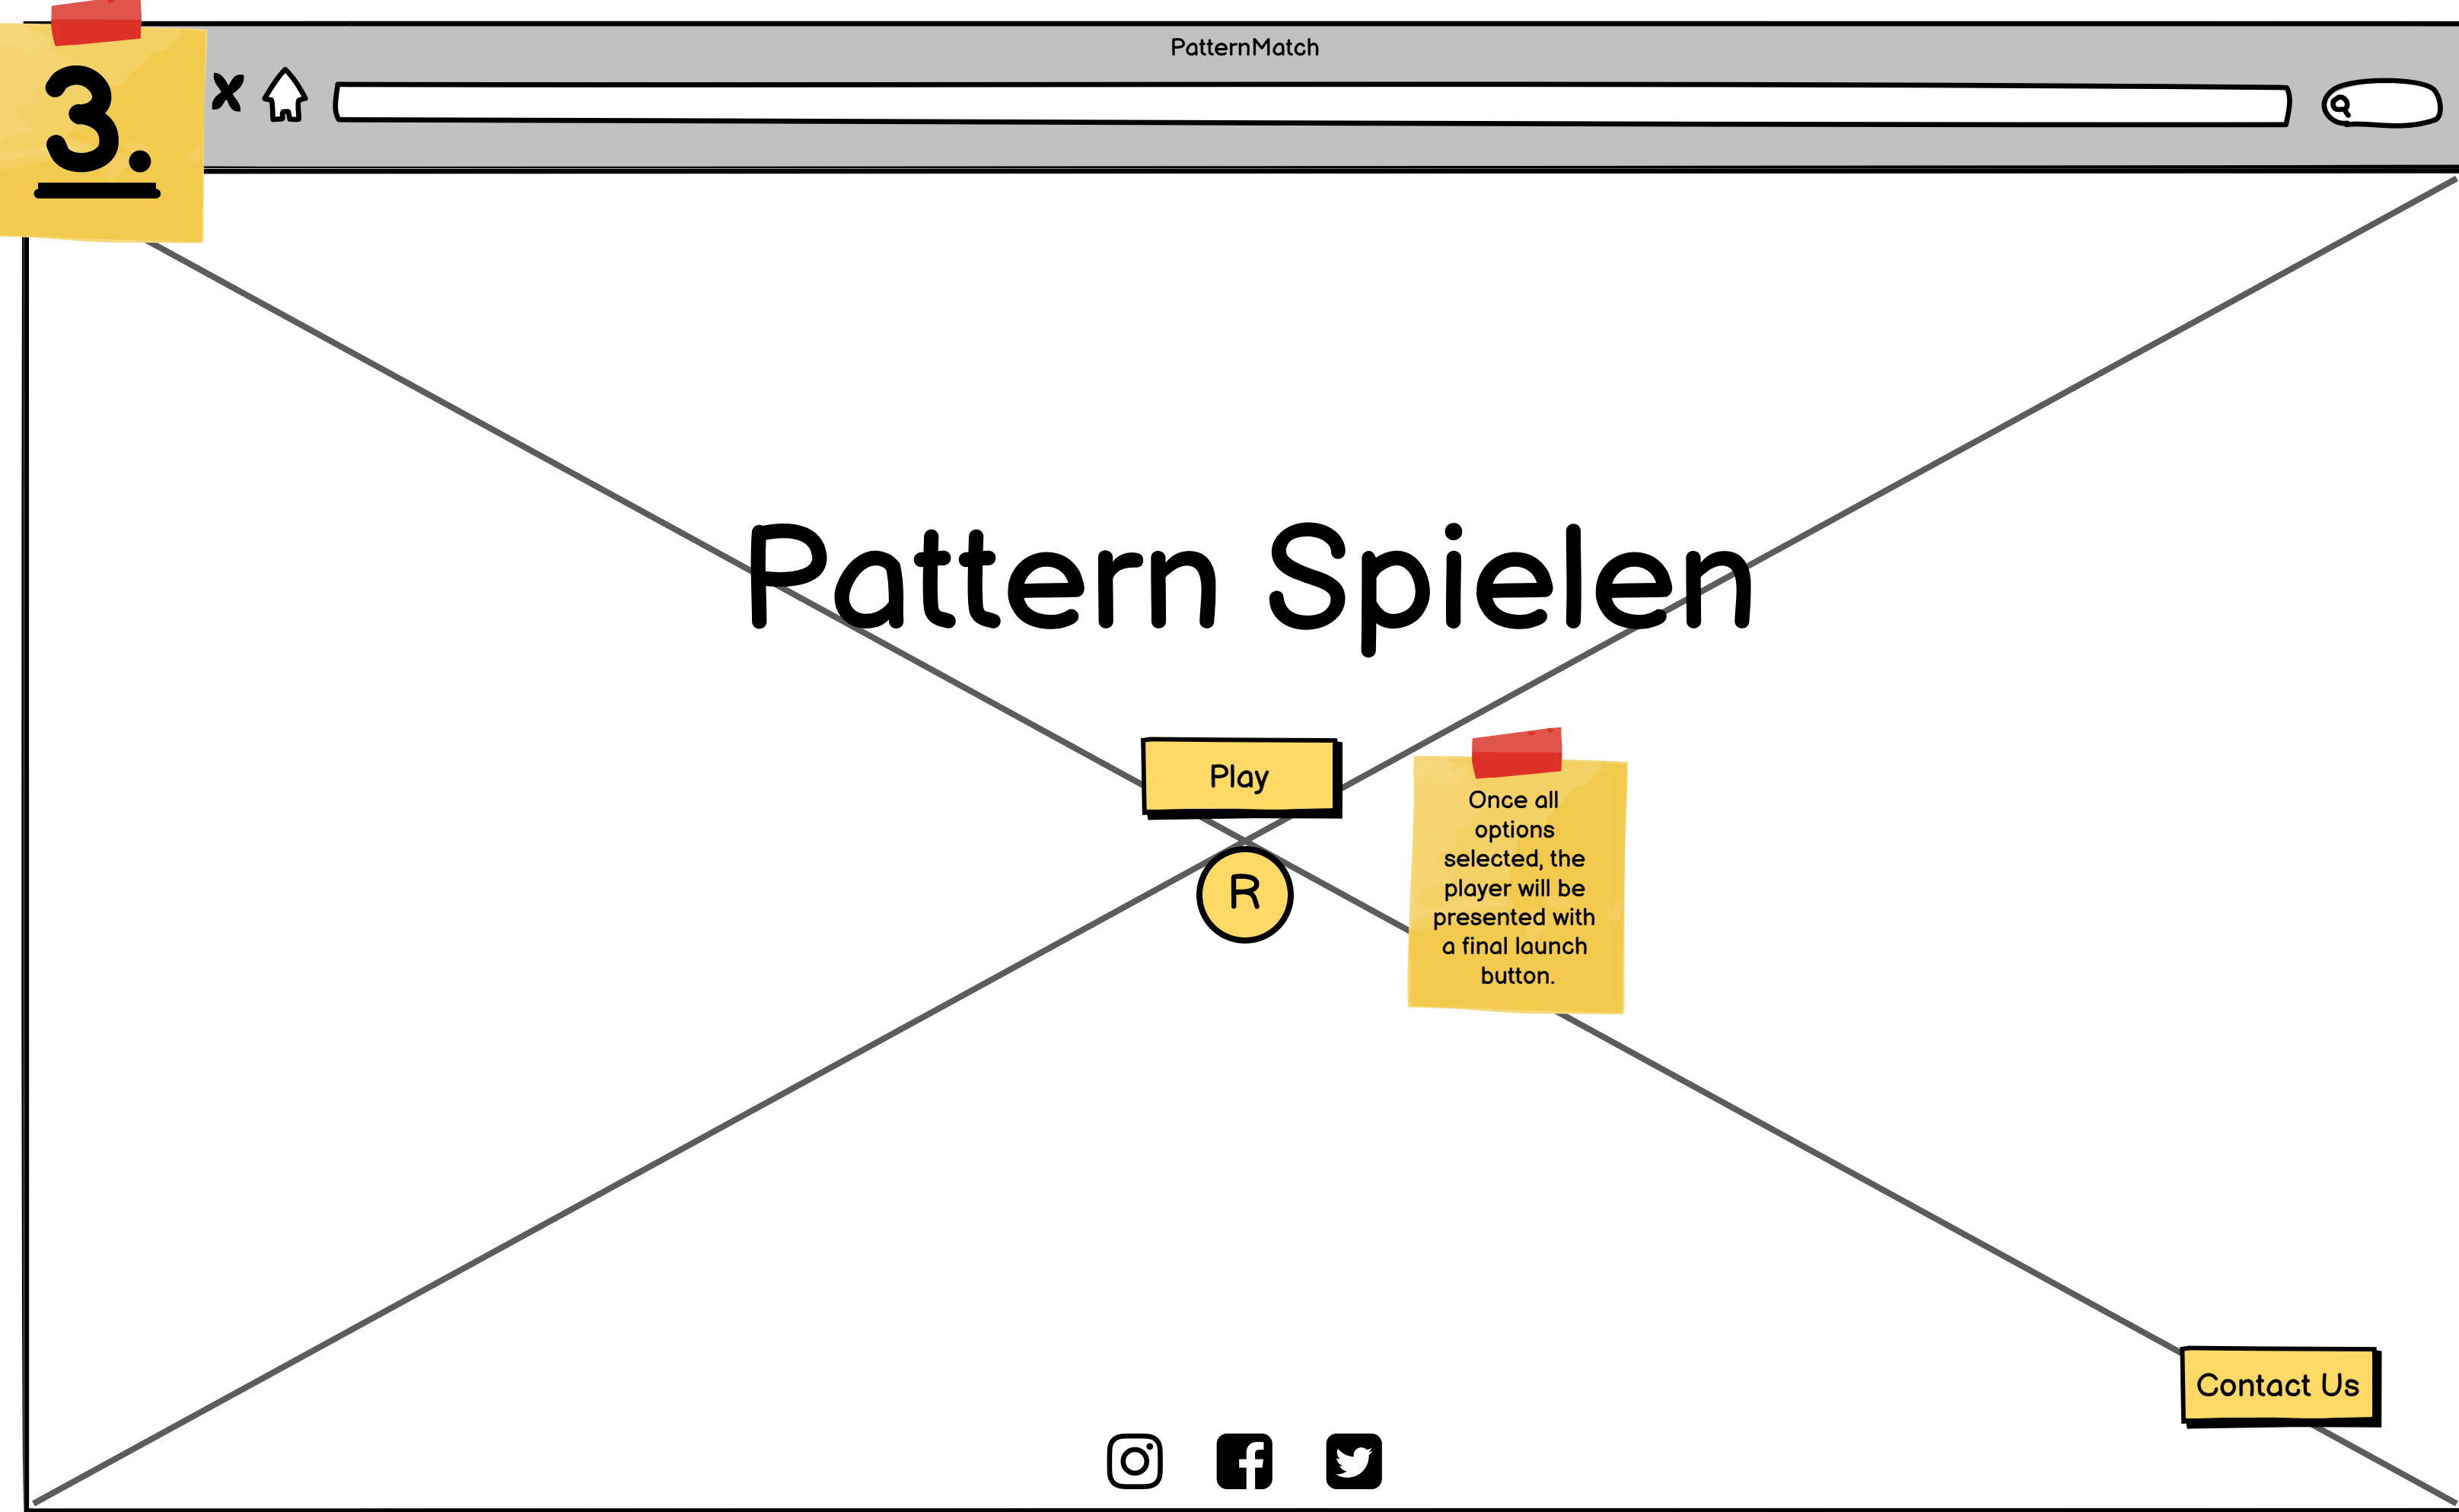 PatternMatch
3.
Pattern Spielen
Play
R
Once all
options
selected, the
player will be
presented with
a final launch
button.
Contact Us